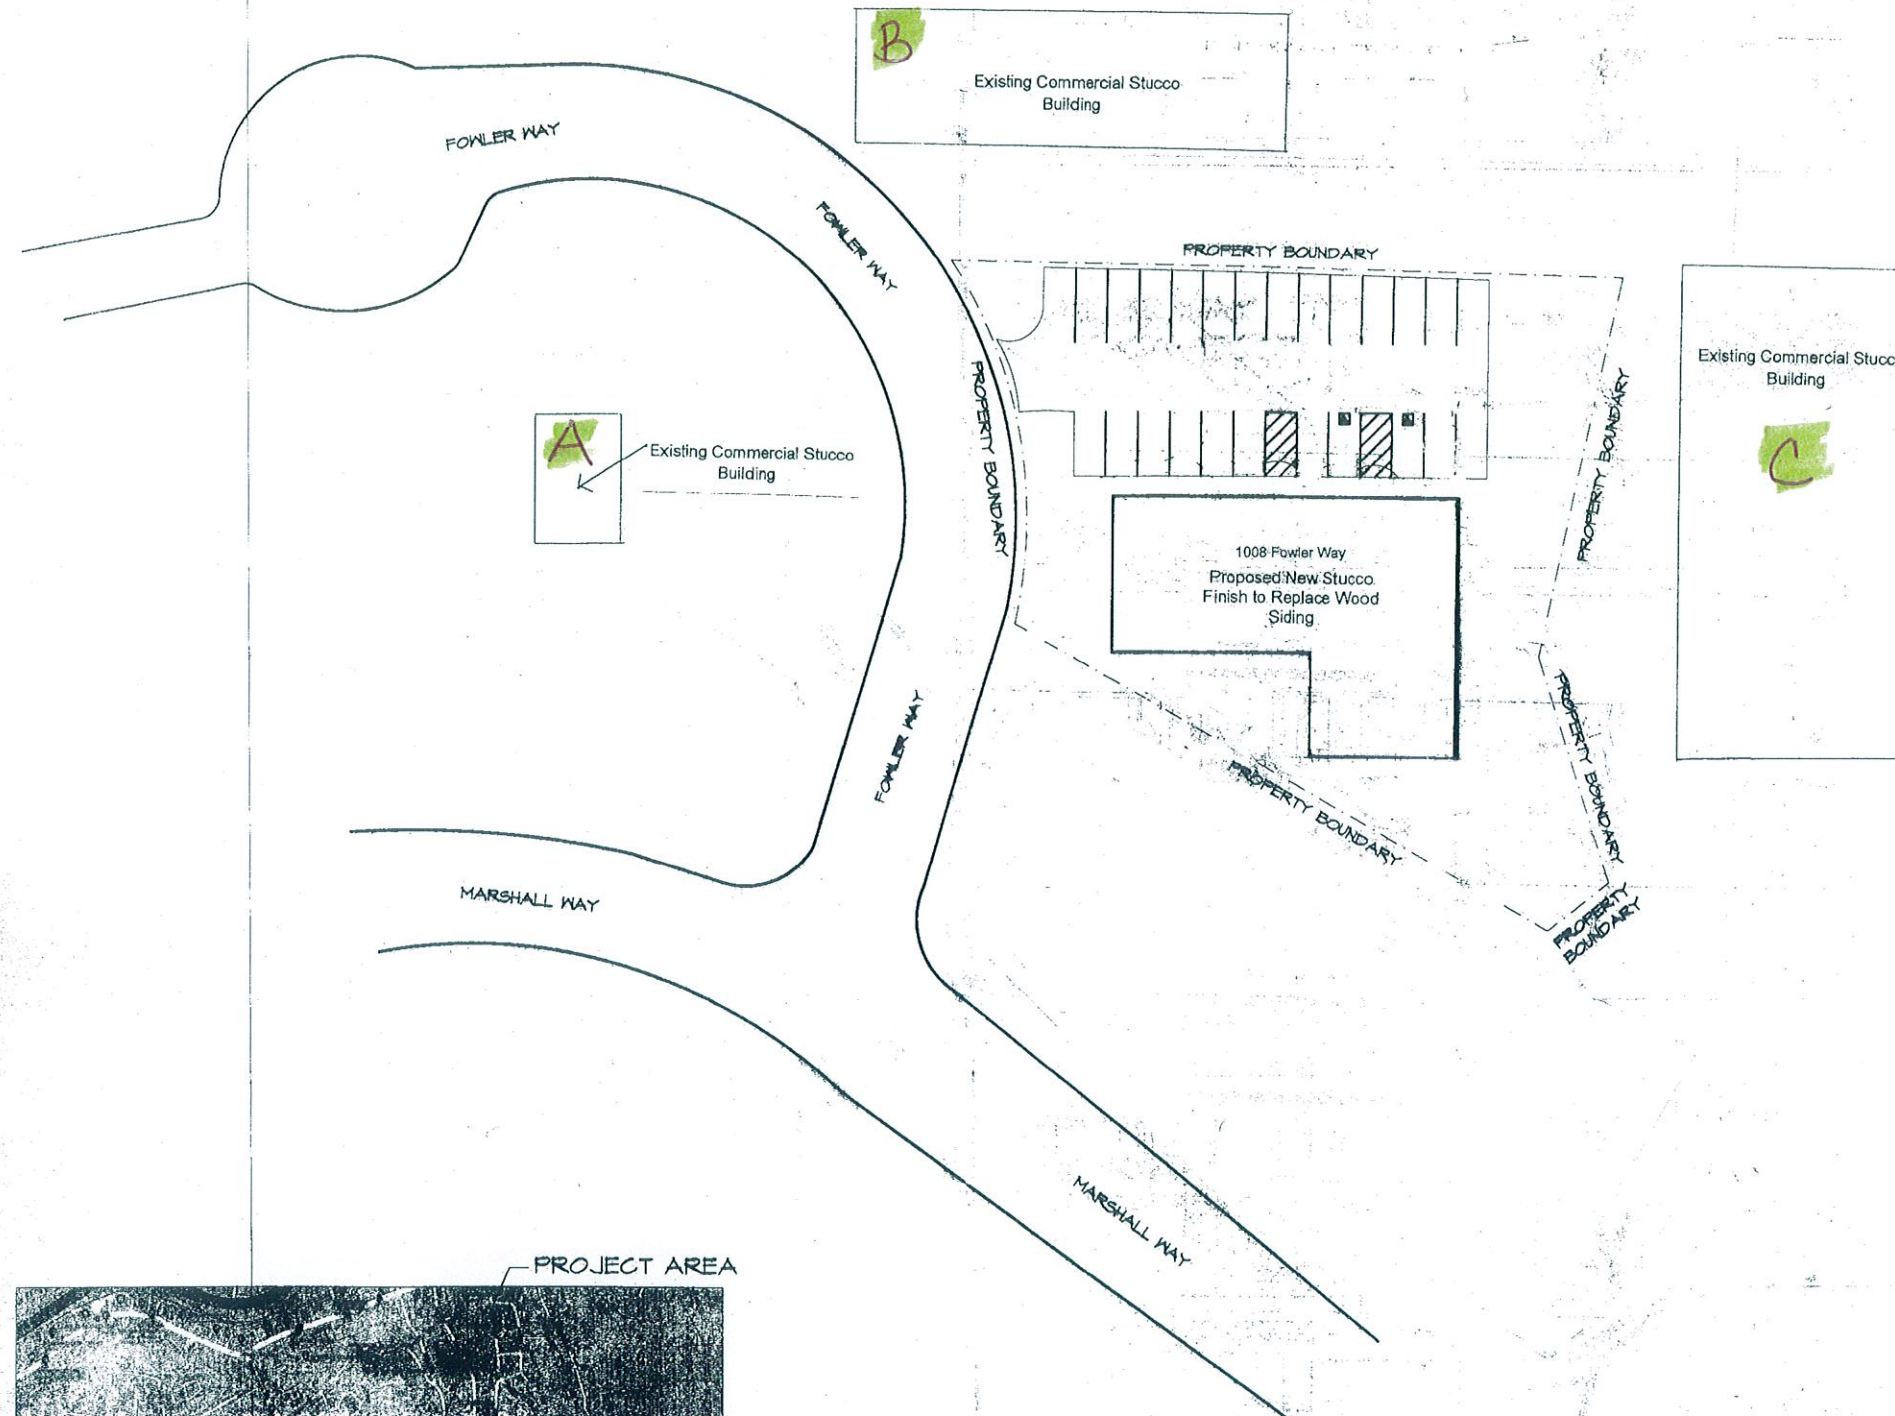 B
Existing Commercial Stucco
Building
FOWLER WAY
FOWLER WAY
PROPERTY BOUNDARY
Existing Commercial Stucc
Building
PROPERTY BOUNDARY
PROPERTY BOUNDARY
A
Existing Commercial Stucco
Building
C
1008 Fowler Way
Proposed New Stucco
Finish to Replace Wood
Siding
FOWLER WAY
PROPERTY BOUNDARY
PROPERTY BOUNDARY
MARSHALL WAY
PROPERTY
BOUNDARY
MARSHALL WAY
PROJECT AREA